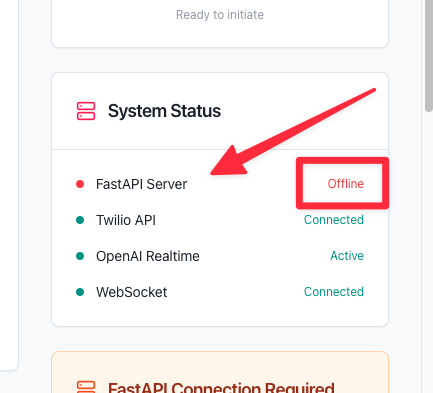 Ready to initiate
System Status
FastAPI Server Offline
Twilio API Connected
OpenAI Realtime Active
WebSocket Connected
FastAPI Connection Required